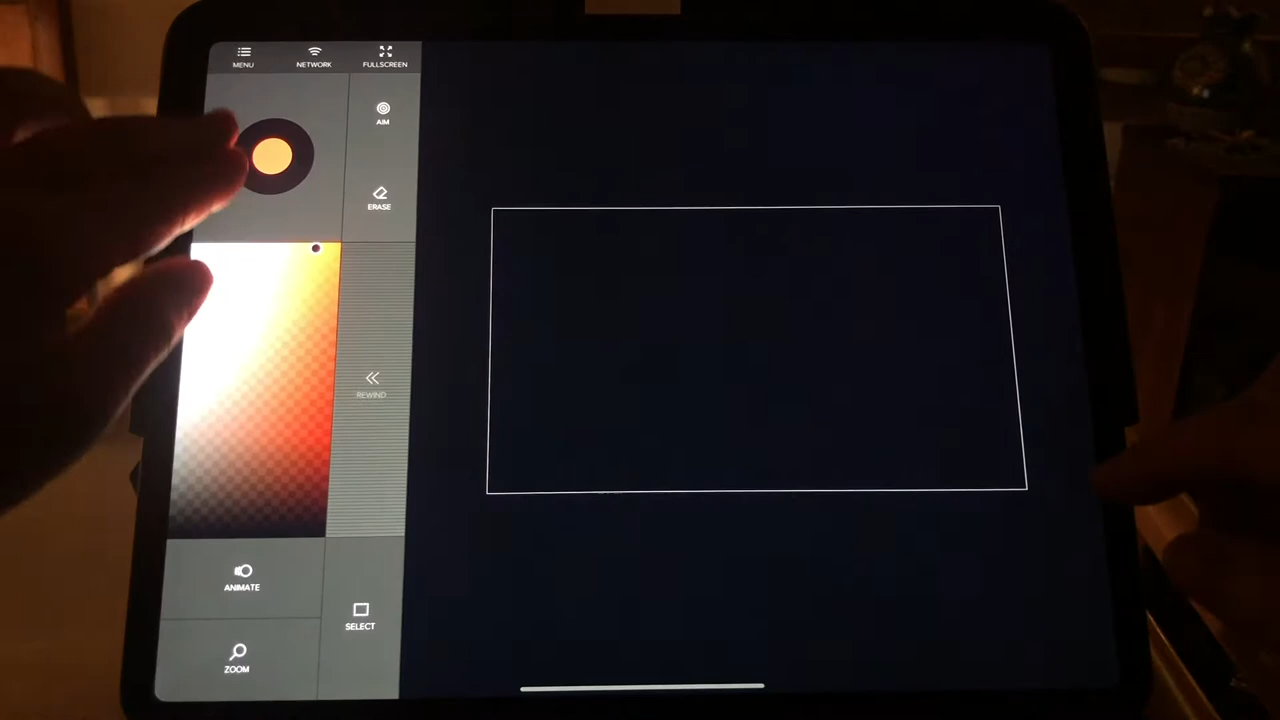 MENU
NETWORK
FULLSCREEN
AIM
ERASE
REWIND
ANIMATE
SELECT
ZOOM